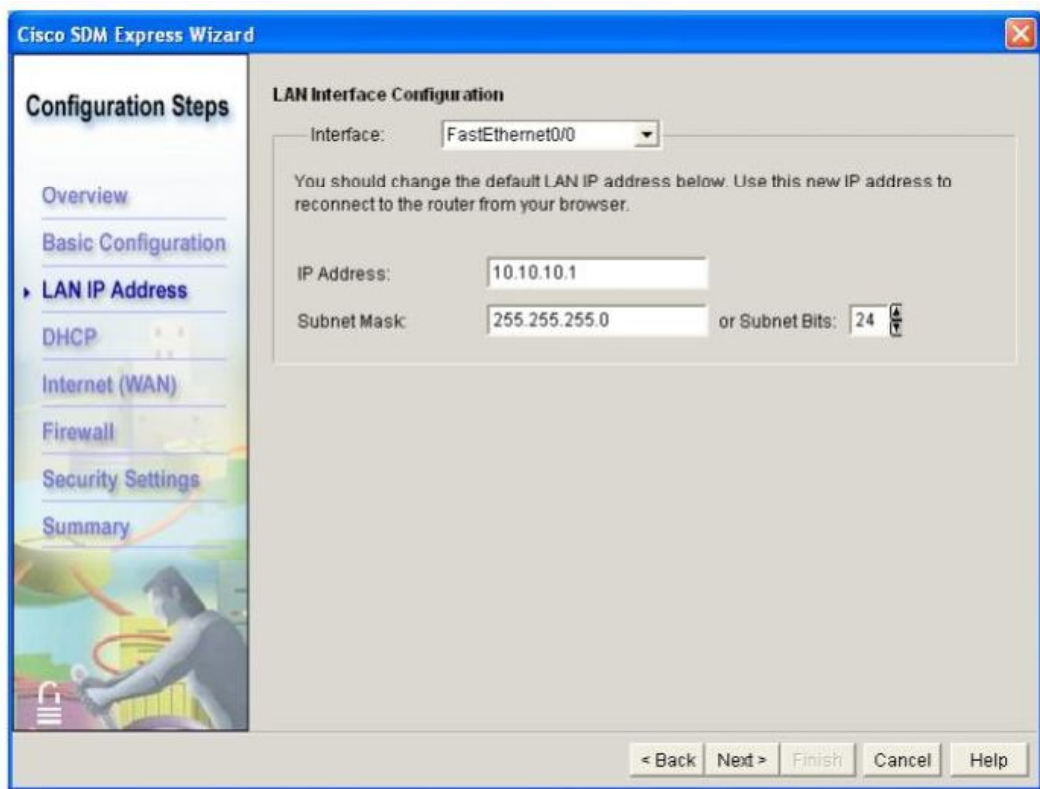 Cisco SDM Express Wizard
Configuration Steps
Overview
Basic Configuration
LAN IP Address
DHCP
Internet (WAN)
Firewall
Security Settings
Summary
LAN Interface Configuration
Interface: FastEthernet0/0
You should change the default LAN IP address below. Use this new IP address to
reconnect to the router from your browser.
IP Address: 10.10.10.1
Subnet Mask: 255.255.255.0 or Subnet Bits: 24
< Back Next > Finish Cancel Help